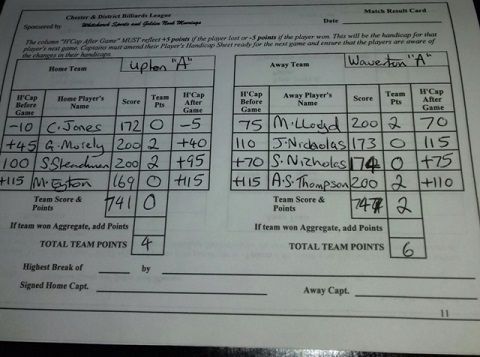 Chester & District Billiards League
Match Result Card
Sponsored by Whitehound Sports and Golden Nook Moorings
Date
The column "H'Cap After Game" MUST reflect +5 points if the player lost or -5 points if the player won. This will be the handicap for that
player's next game. Captains must amend their Player's Handicap Sheet ready for the next game and ensure that the players are aware of
the changes in their handicaps.
Home Team Upton "A"
H'Cap Before Game Home Player's Name Score Team Pts H'Cap After Game
-10 C. Jones 172 0 -5
+45 G. Morely 200 2 +40
100 S. Stendman 200 2 +95
+115 M. Egton 169 0 +115
Team Score & Points 741 0
If team won Aggregate, add Points
TOTAL TEAM POINTS 4
Away Team Waverton "A"
H'Cap Before Game Away Player's Name Score Team Pts H'Cap After Game
75 M. Lloyd 200 2 70
110 J. Nicholas 173 0 115
+70 S. Nicholas 174 0 +75
+115 A.S. Thompson 200 2 +110
Team Score & Points 747 2
If team won Aggregate, add Points
TOTAL TEAM POINTS 6
Highest Break of by
Signed Home Capt. Away Capt.
11